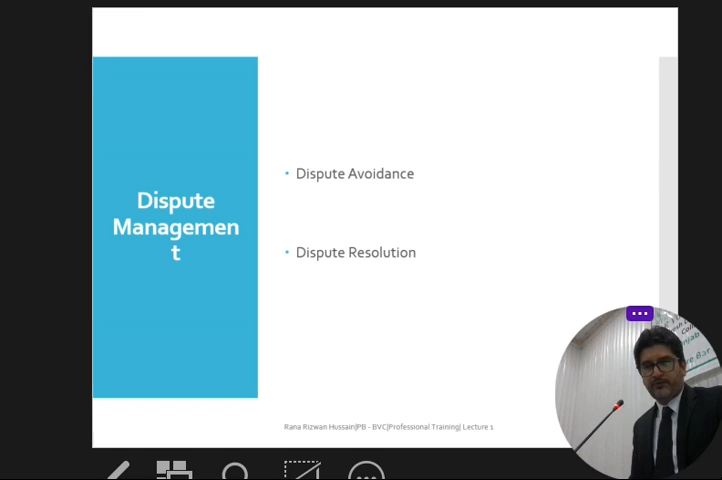 Dispute
Managemen
t
• Dispute Avoidance
• Dispute Resolution
Rana Rizwan Hussain|PB - BVC|Professional Training| Lecture 1